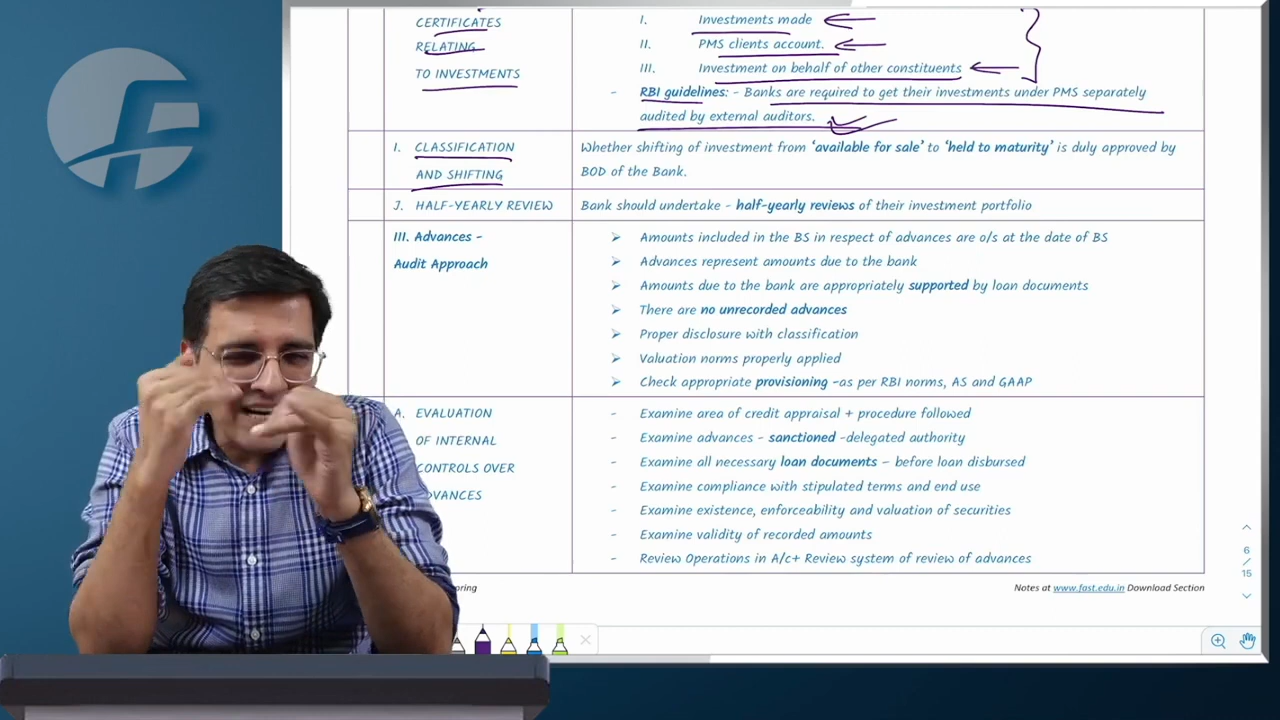 CERTIFICATES
RELATING
TO INVESTMENTS
I. Investments made
II. PMS clients account.
III. Investment on behalf of other constituents
- RBI guidelines: - Banks are required to get their investments under PMS separately
audited by external auditors.
I. CLASSIFICATION
AND SHIFTING
Whether shifting of investment from ‘available for sale’ to ‘held to maturity’ is duly approved by
BOD of the Bank.
J. HALF-YEARLY REVIEW
Bank should undertake - half-yearly reviews of their investment portfolio
III. Advances -
Audit Approach
➢ Amounts included in the BS in respect of advances are o/s at the date of BS
➢ Advances represent amounts due to the bank
➢ Amounts due to the bank are appropriately supported by loan documents
➢ There are no unrecorded advances
➢ Proper disclosure with classification
➢ Valuation norms properly applied
➢ Check appropriate provisioning -as per RBI norms, AS and GAAP
A. EVALUATION
OF INTERNAL
CONTROLS OVER
DVANCES
- Examine area of credit appraisal + procedure followed
- Examine advances - sanctioned -delegated authority
- Examine all necessary loan documents - before loan disbursed
- Examine compliance with stipulated terms and end use
- Examine existence, enforceability and valuation of securities
- Examine validity of recorded amounts
- Review Operations in A/c+ Review system of review of advances
oring
Notes at www.fast.edu.in Download Section
6
/
15